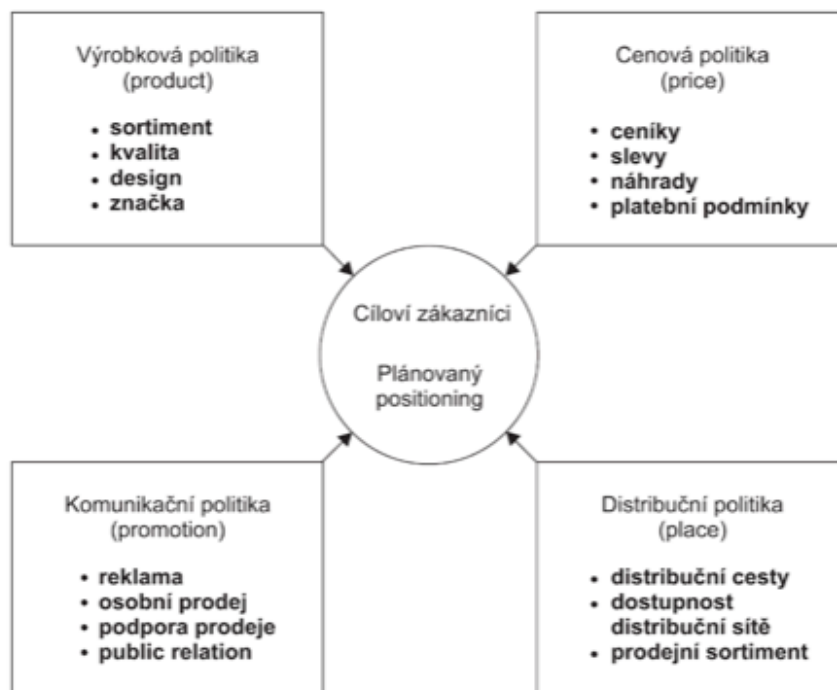 Výrobková politika
(product)
• sortiment
• kvalita
• design
• značka
Cenová politika
(price)
• ceníky
• slevy
• náhrady
• platební podmínky
Cíloví zákazníci
Plánovaný
positioning
Komunikační politika
(promotion)
• reklama
• osobní prodej
• podpora prodeje
• public relation
Distribuční politika
(place)
• distribuční cesty
• dostupnost
distribuční sítě
• prodejní sortiment